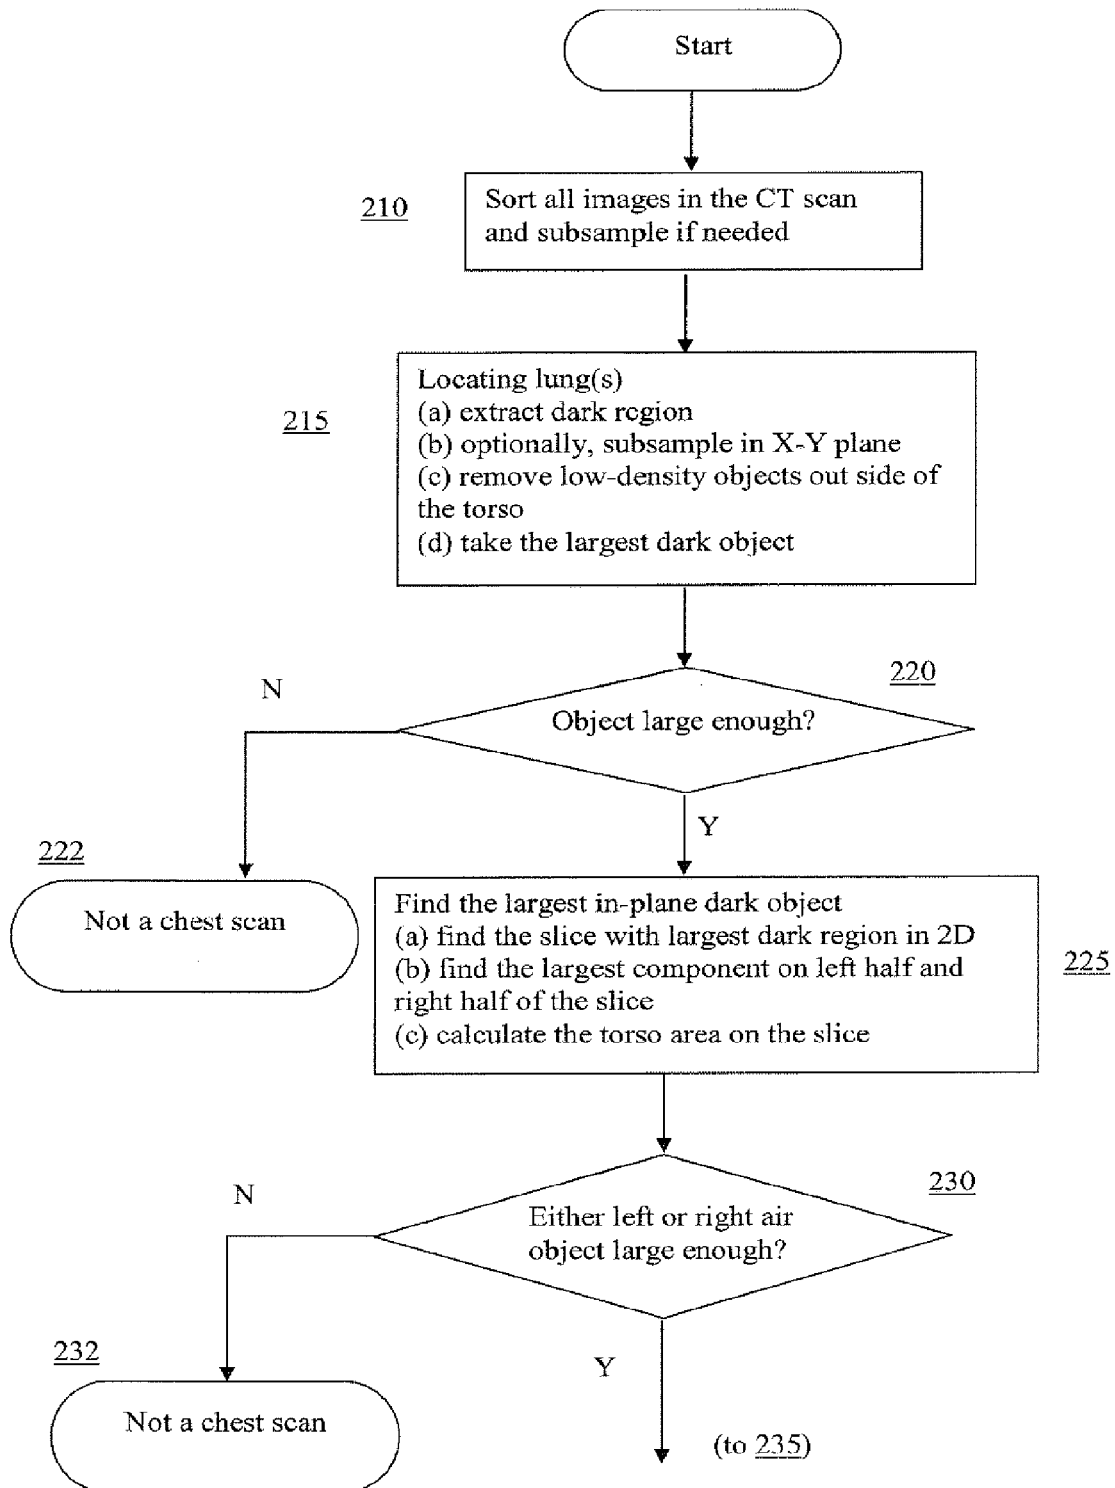 Start
210
Sort all images in the CT scan
and subsample if needed
215
Locating lung(s)
(a) extract dark region
(b) optionally, subsample in X-Y plane
(c) remove low-density objects out side of
the torso
(d) take the largest dark object
220
N
Object large enough?
Y
222
Not a chest scan
Find the largest in-plane dark object
(a) find the slice with largest dark region in 2D
(b) find the largest component on left half and
right half of the slice
(c) calculate the torso area on the slice
225
230
N
Either left or right air
object large enough?
232
Y
Not a chest scan
(to 235)